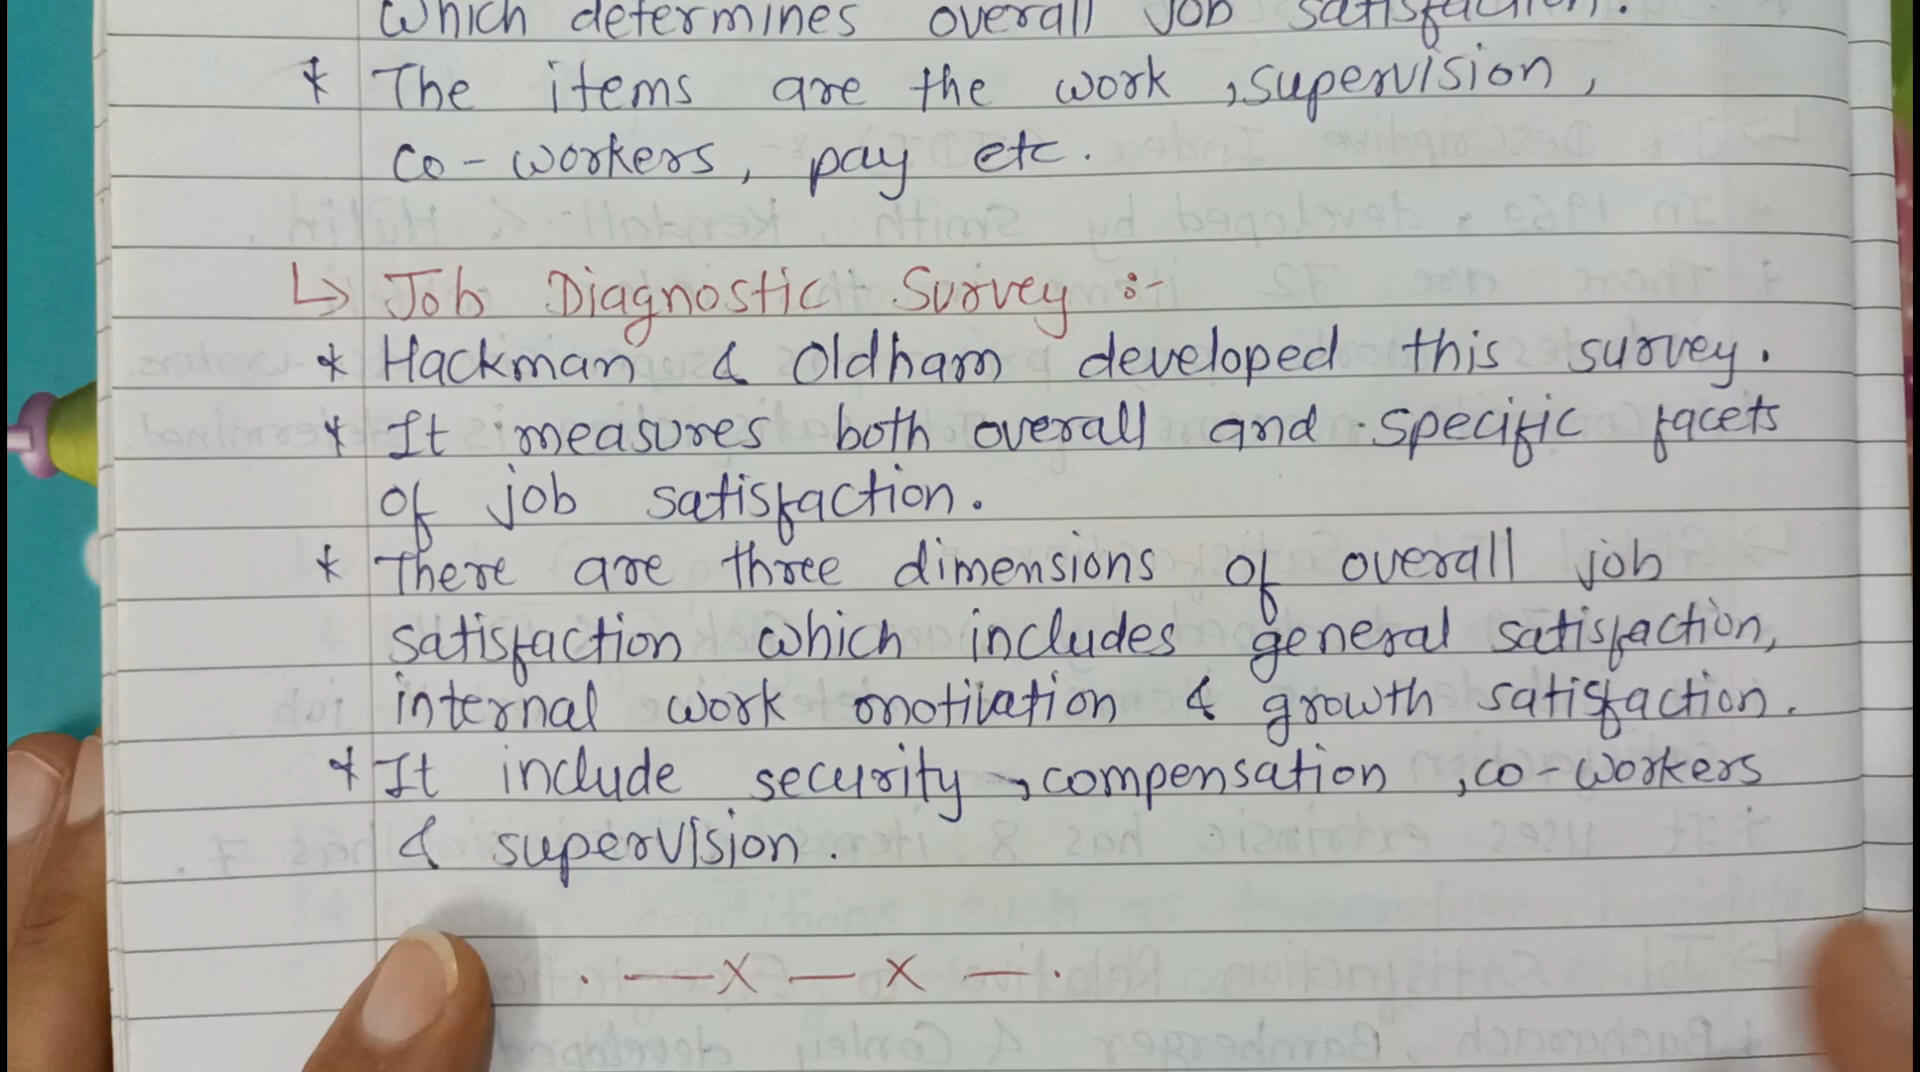 which determines overall job satisfaction.
* The items are the work, supervision,
co-workers, pay etc.
↳ Job Diagnostic Survey :-
* Hackman & Oldham developed this survey.
* It measures both overall and specific facets
of job satisfaction.
* There are three dimensions of overall job
satisfaction which includes general satisfaction,
internal work motivation & growth satisfaction.
* It include security, compensation, co-workers
& supervision.
. —X — X —.